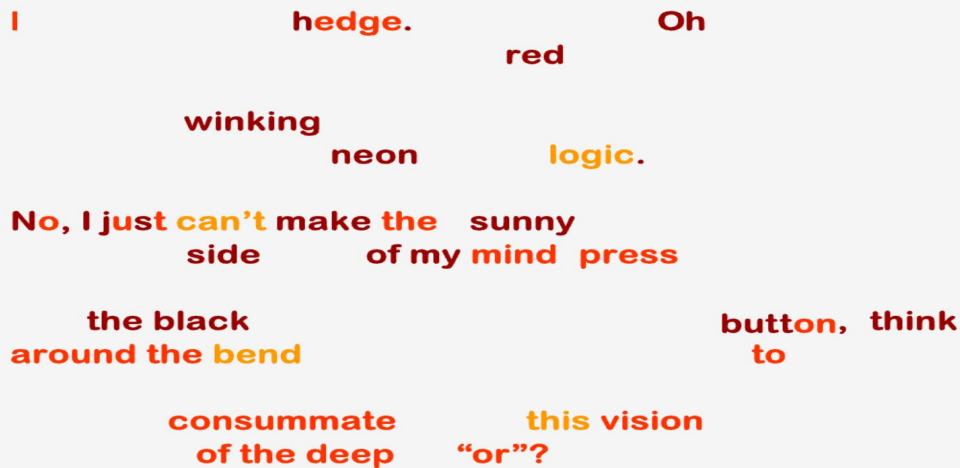 I hedge. Oh
red
winking
neon logic.
No, I just can’t make the sunny
side of my mind press
the black button, think
around the bend to
consummate this vision
of the deep “or”?